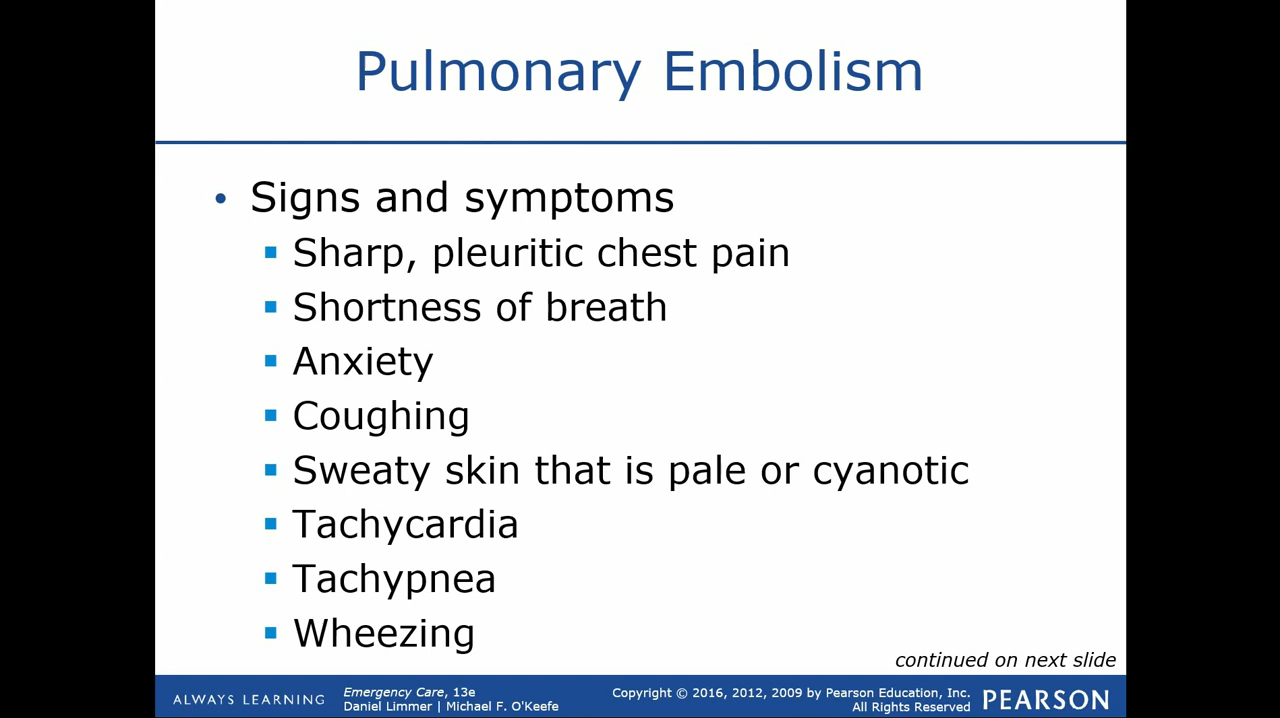 Pulmonary Embolism
• Signs and symptoms
▪ Sharp, pleuritic chest pain
▪ Shortness of breath
▪ Anxiety
▪ Coughing
▪ Sweaty skin that is pale or cyanotic
▪ Tachycardia
▪ Tachypnea
▪ Wheezing
continued on next slide
ALWAYS LEARNING
Emergency Care, 13e
Daniel Limmer | Michael F. O'Keefe
Copyright © 2016, 2012, 2009 by Pearson Education, Inc.
All Rights Reserved
PEARSON